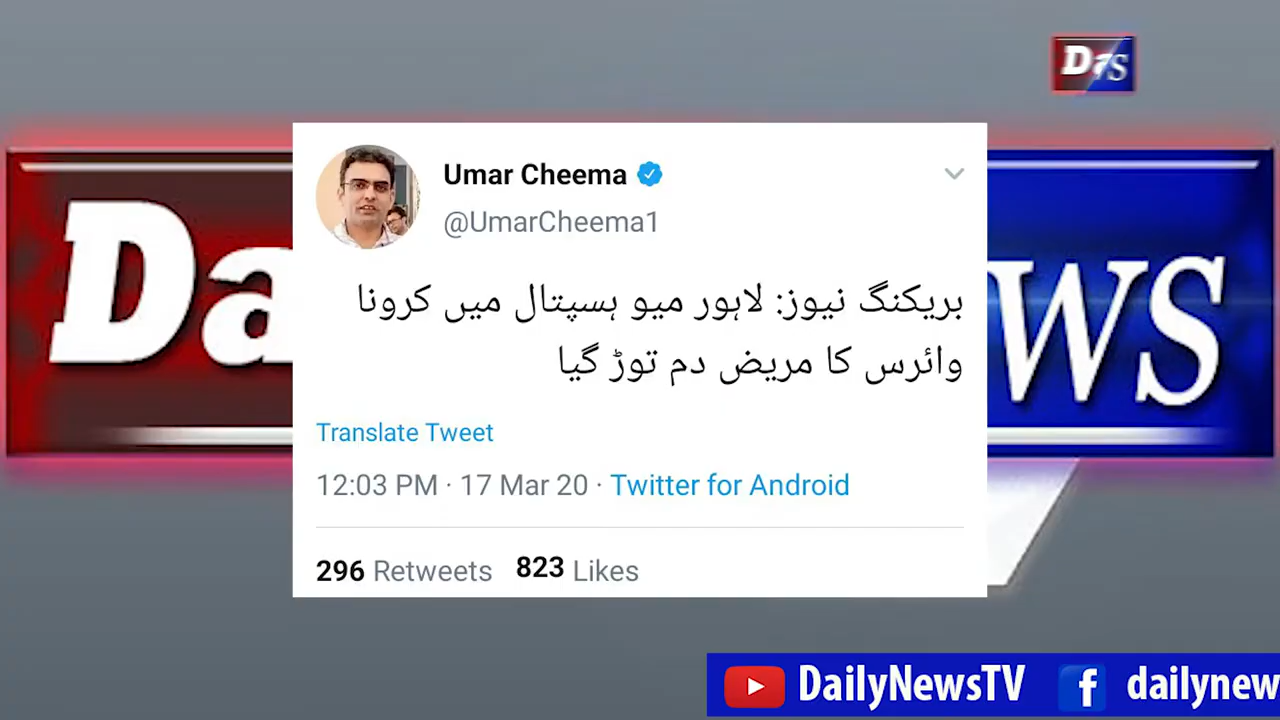 Umar Cheema
@UmarCheema1
بریکنگ نیوز: لاہور میو ہسپتال میں کرونا
وائرس کا مریض دم توڑ گیا
Translate Tweet
12:03 PM · 17 Mar 20 · Twitter for Android
296 Retweets 823 Likes
DailyNewsTV dailynew